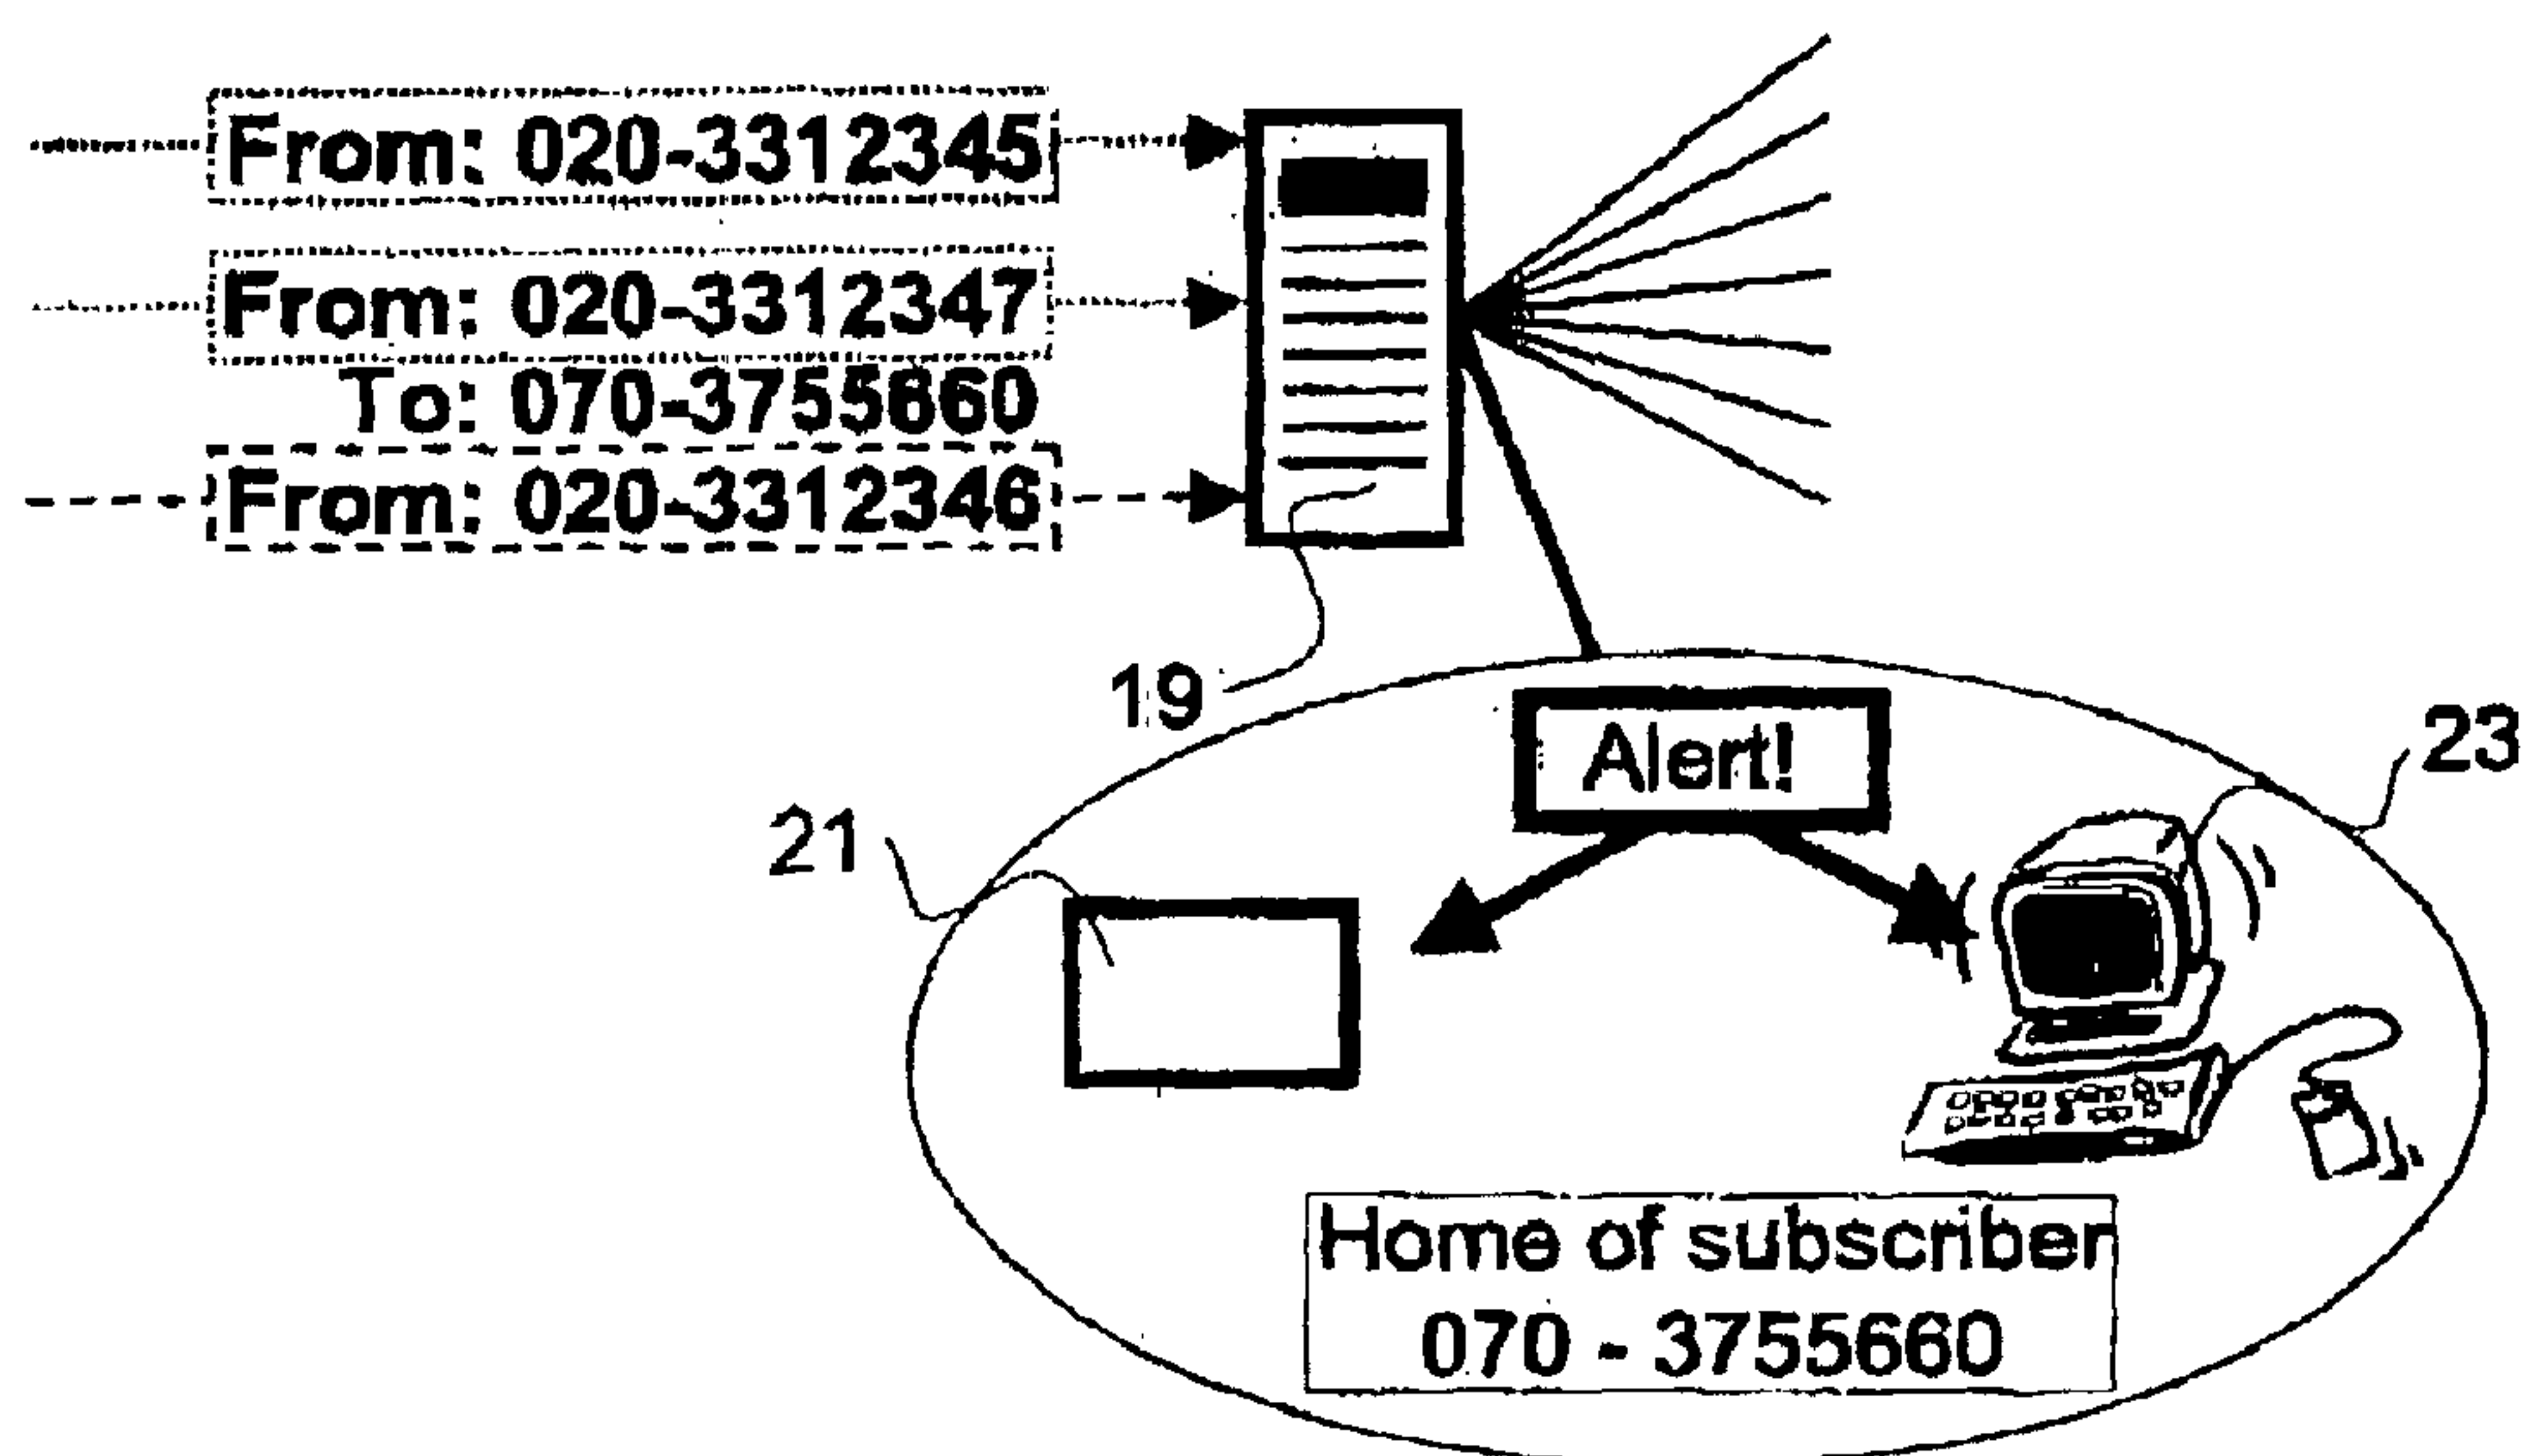 From: 020-3312345
From: 020-3312347
To: 070-3755660
From: 020-3312346
19
Alert!
23
21
Home of subscriber
070 - 3755660